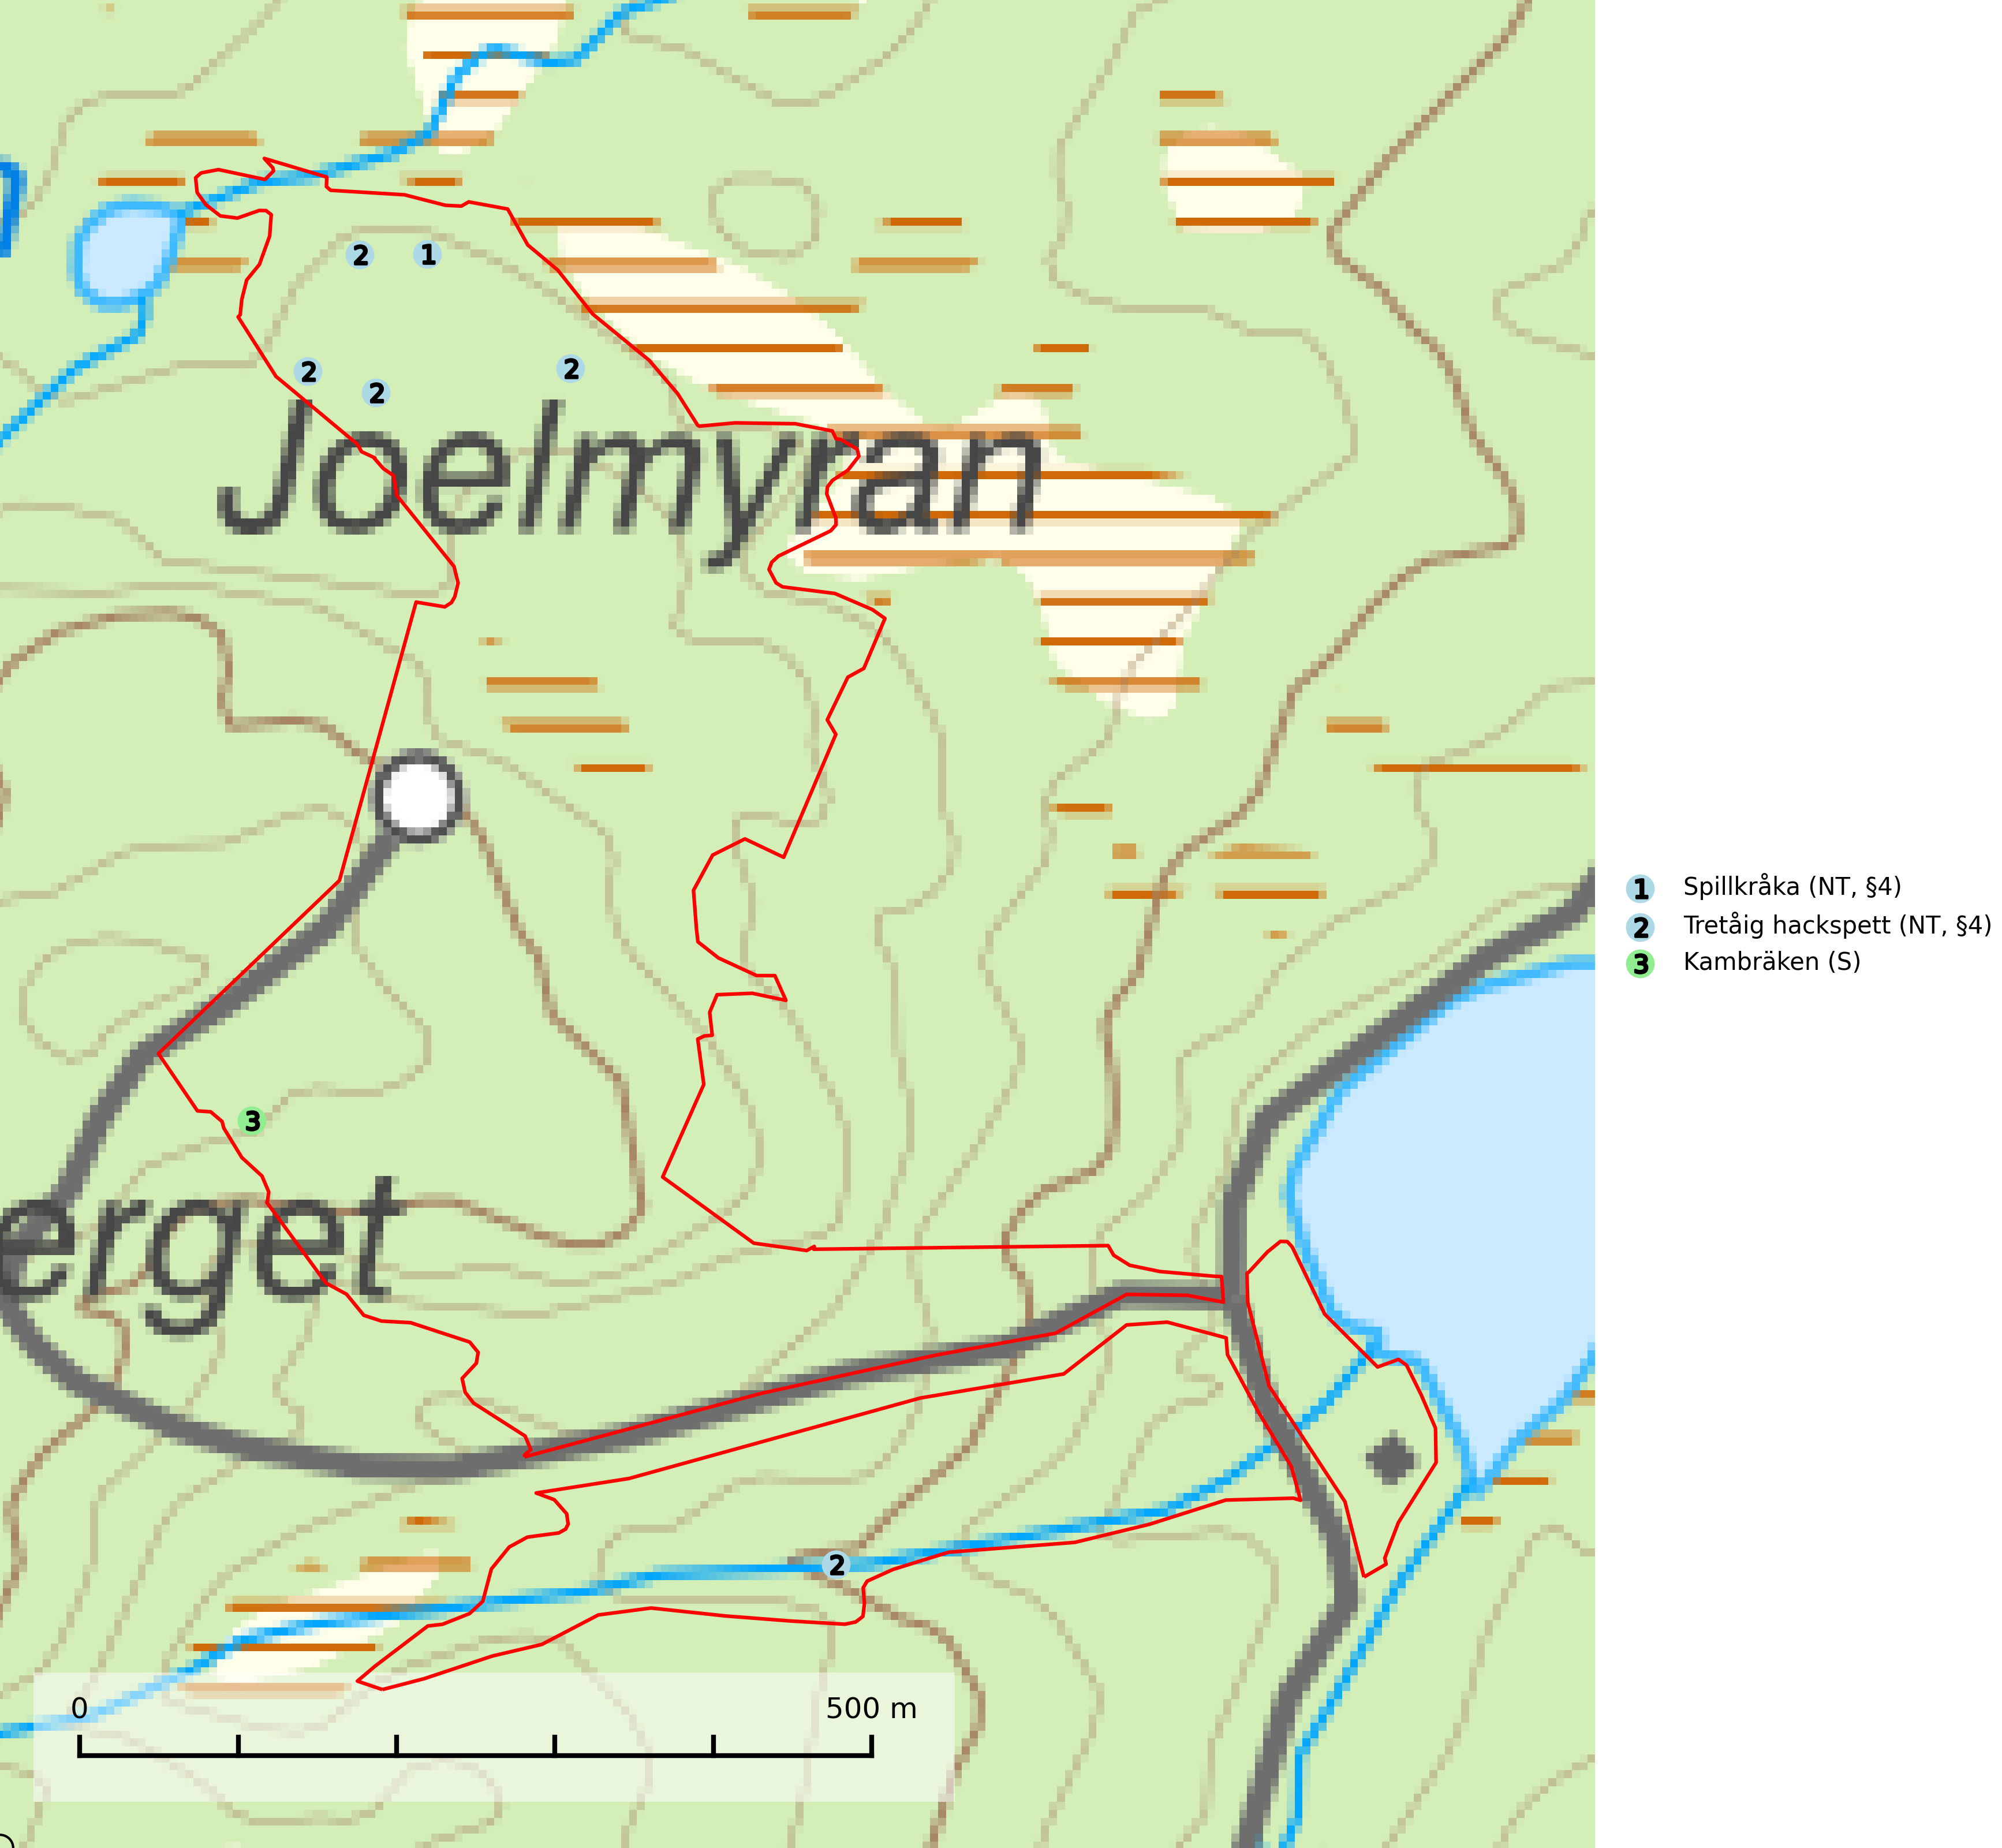 2 1
2 2 2
Joelmyran
1 Spillkråka (NT, §4)
2 Tretåig hackspett (NT, §4)
3 Kambräken (S)
3
erget
2
0 500 m